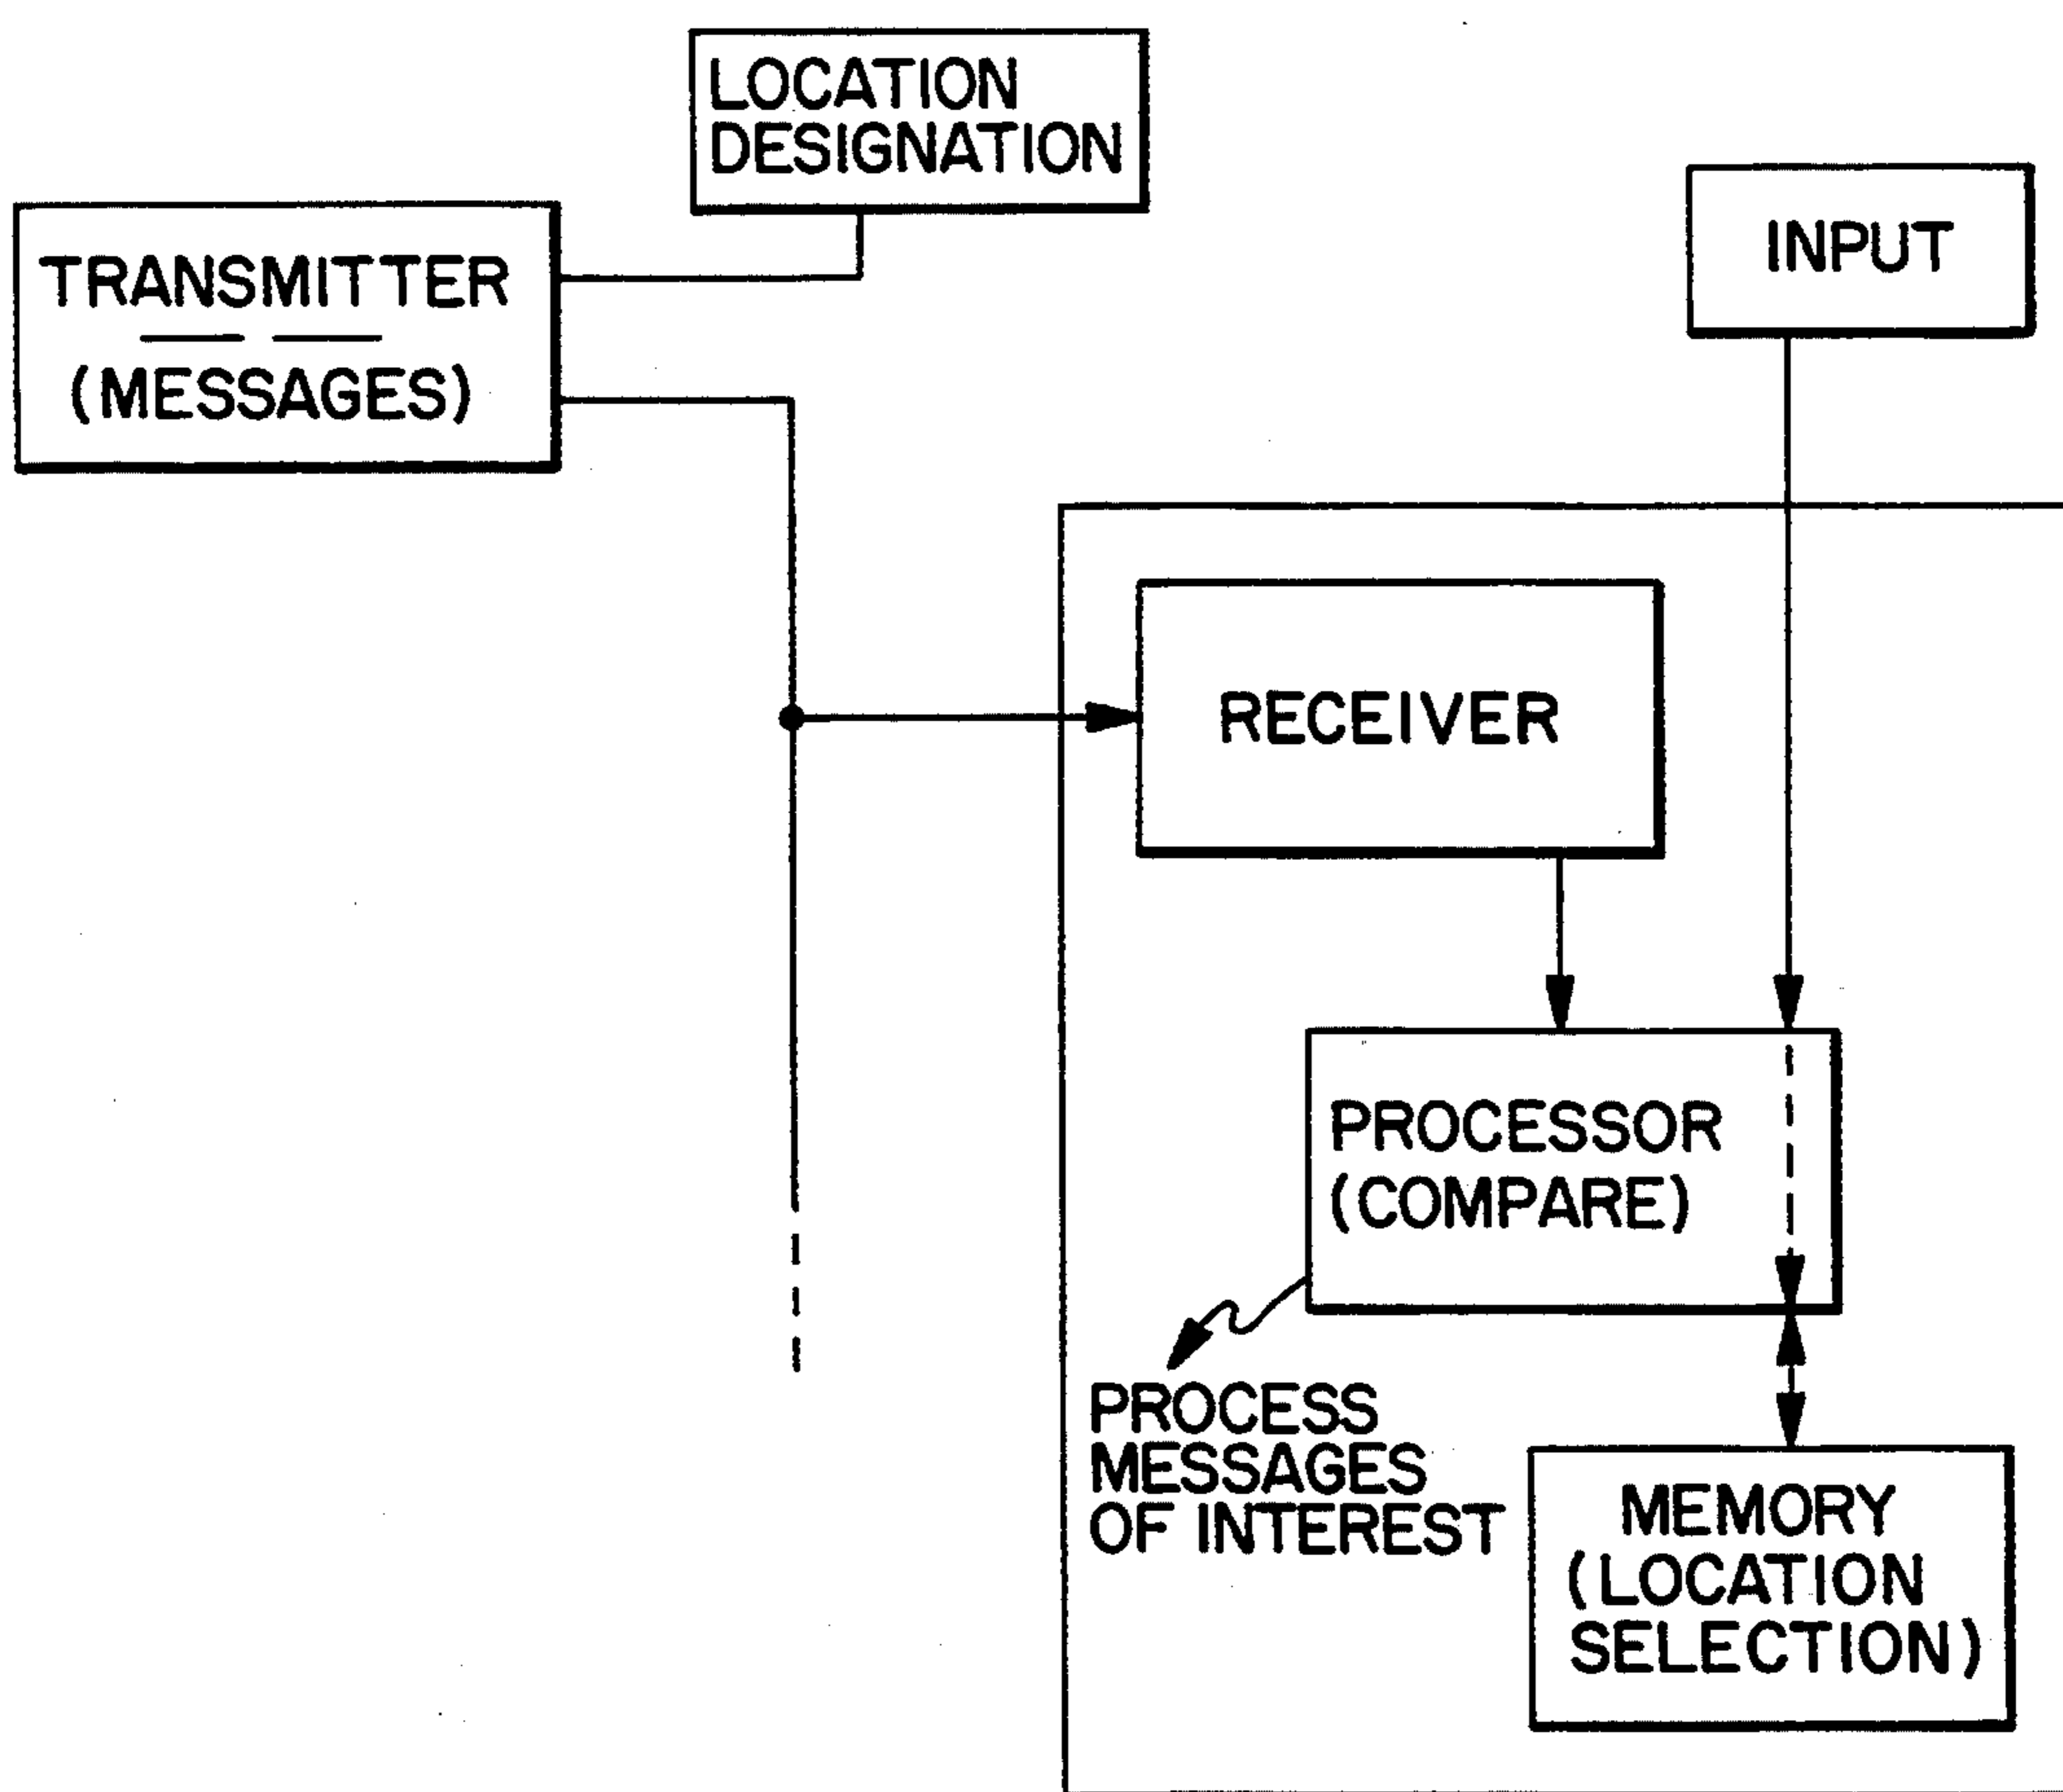 LOCATION
DESIGNATION
TRANSMITTER
(MESSAGES)
INPUT
RECEIVER
PROCESSOR
(COMPARE)
PROCESS
MESSAGES
OF INTEREST
MEMORY
(LOCATION
SELECTION)